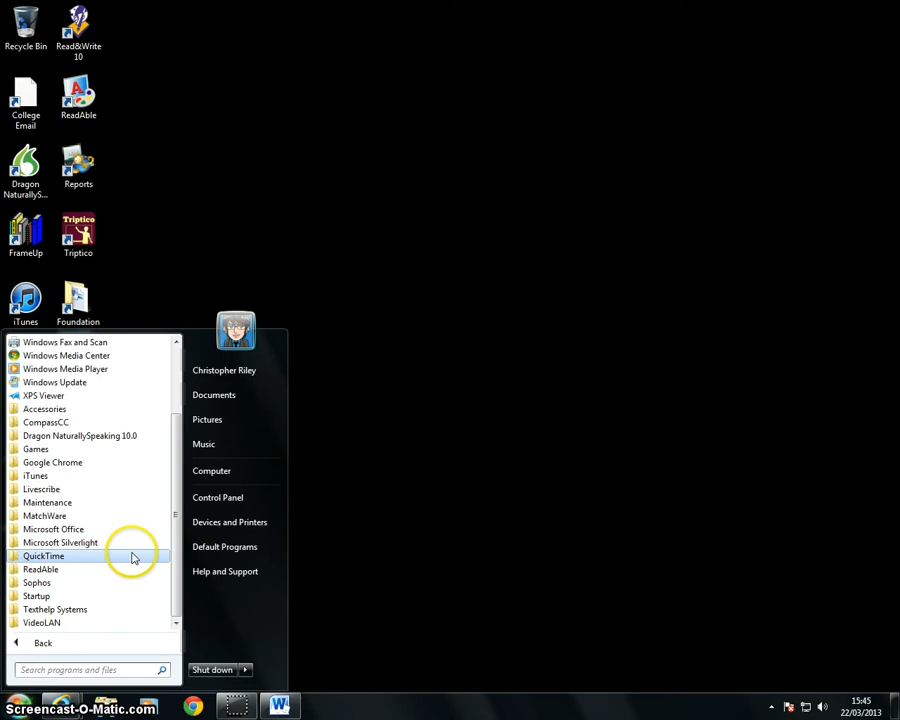 Recycle Bin
Read&Write
10
College
Email
ReadAble
Dragon
NaturallyS...
Reports
FrameUp
Triptico
Triptico
iTunes
Foundation
Windows Fax and Scan
Windows Media Center
Windows Media Player
Windows Update
XPS Viewer
Accessories
CompassCC
Dragon NaturallySpeaking 10.0
Games
Google Chrome
iTunes
Livescribe
Maintenance
MatchWare
Microsoft Office
Microsoft Silverlight
QuickTime
ReadAble
Sophos
Startup
Texthelp Systems
VideoLAN
Back
Search programs and files
Christopher Riley
Documents
Pictures
Music
Computer
Control Panel
Devices and Printers
Default Programs
Help and Support
Shut down
Screencast-O-Matic.com
15:45
22/03/2013